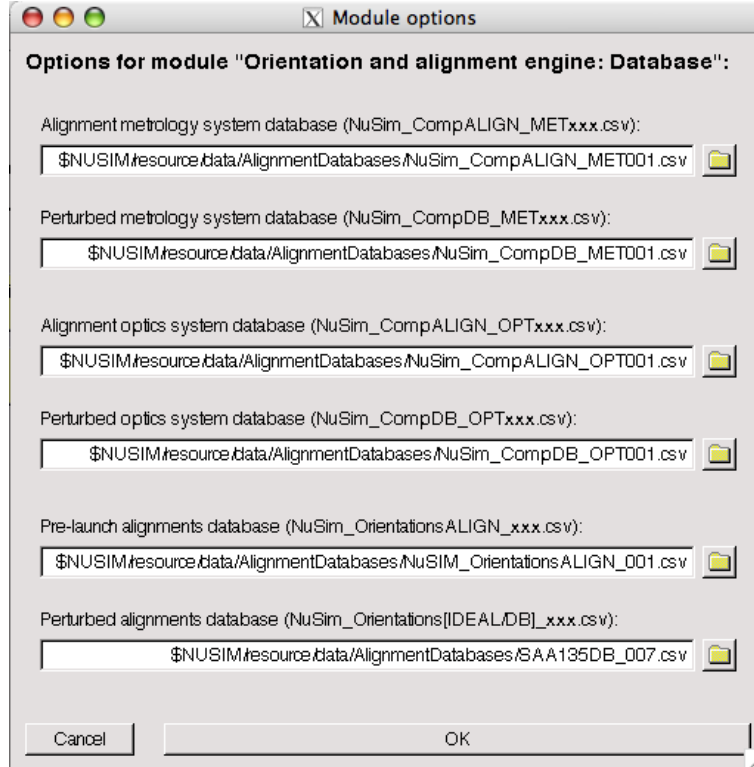 Module options
Options for module "Orientation and alignment engine: Database":
Alignment metrology system database (NuSim_CompALIGN_METxxx.csv):
$NUSIM/resource/data/AlignmentDatabases/NuSim_CompALIGN_MET001.csv
Perturbed metrology system database (NuSim_CompDB_METxxx.csv):
$NUSIM/resource/data/AlignmentDatabases/NuSim_CompDB_MET001.csv
Alignment optics system database (NuSim_CompALIGN_OPTxxx.csv):
$NUSIM/resource/data/AlignmentDatabases/NuSim_CompALIGN_OPT001.csv
Perturbed optics system database (NuSim_CompDB_OPTxxx.csv):
$NUSIM/resource/data/AlignmentDatabases/NuSim_CompDB_OPT001.csv
Pre-launch alignments database (NuSim_OrientationsALIGN_xxx.csv):
$NUSIM/resource/data/AlignmentDatabases/NuSIM_OrientationsALIGN_001.csv
Perturbed alignments database (NuSim_Orientations[IDEAL/DB]_xxx.csv):
$NUSIM/resource/data/AlignmentDatabases/SAA135DB_007.csv
Cancel OK